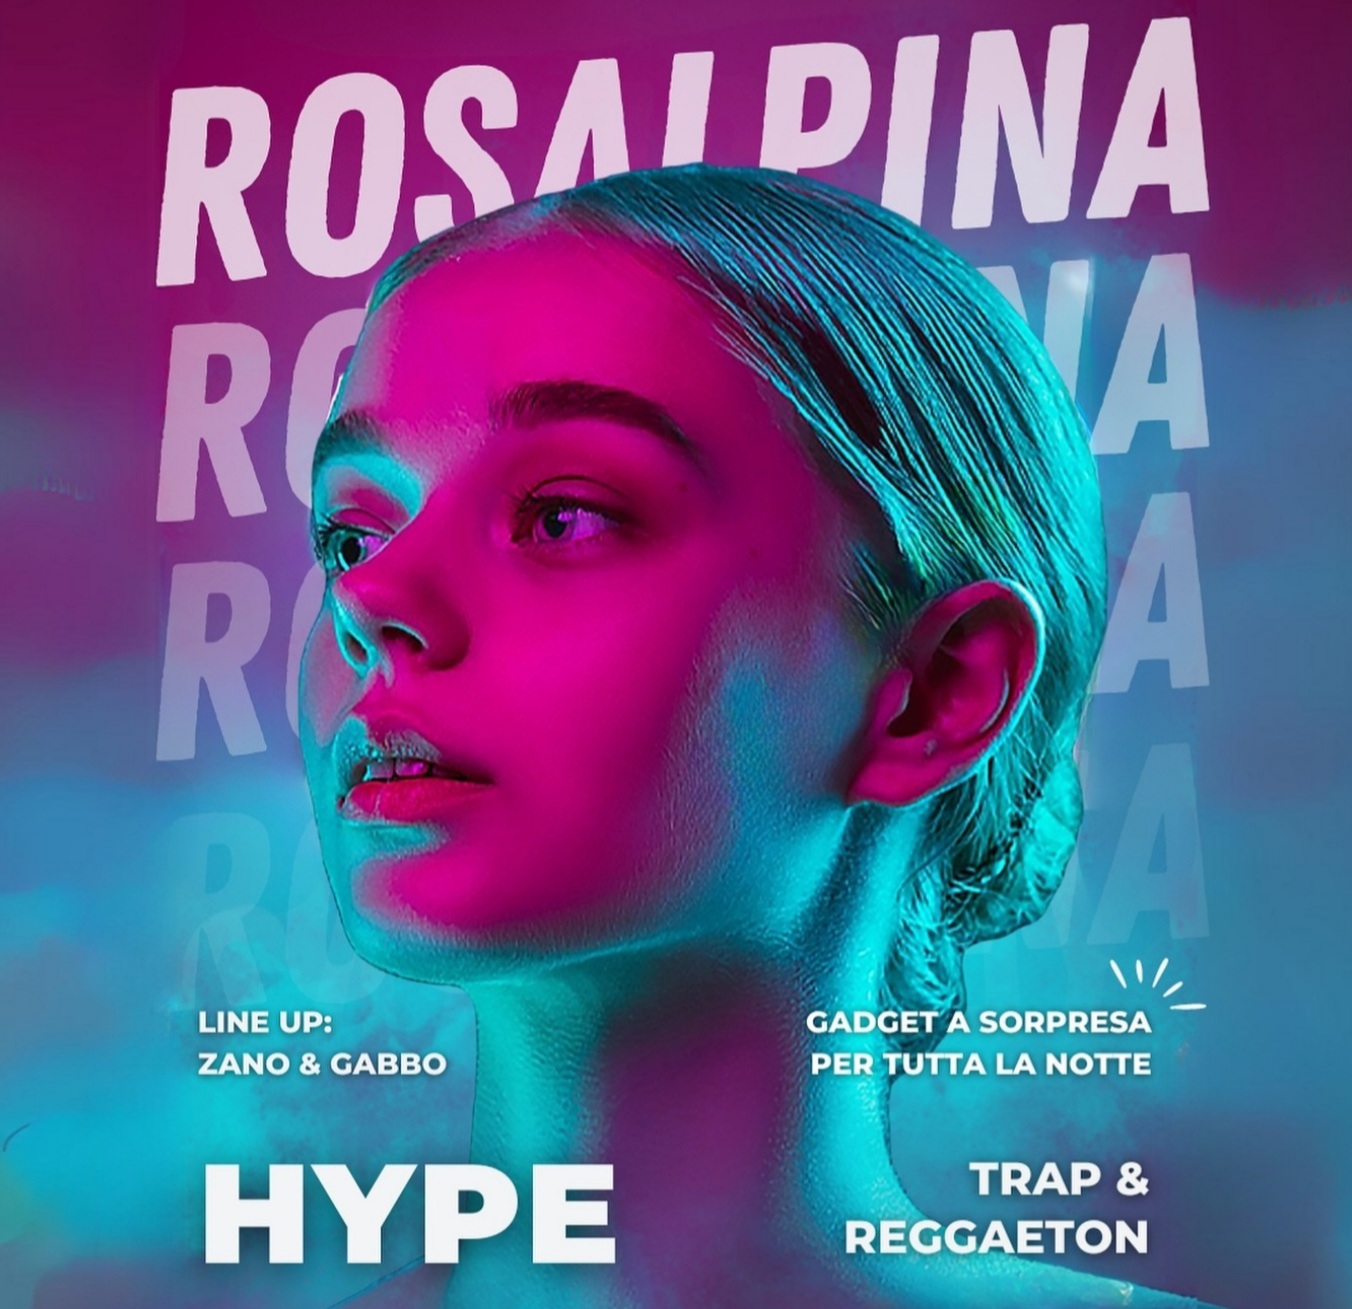 ROSALPINA
LINE UP:
ZANO & GABBO
GADGET A SORPRESA
PER TUTTA LA NOTTE
HYPE
TRAP &
REGGAETON